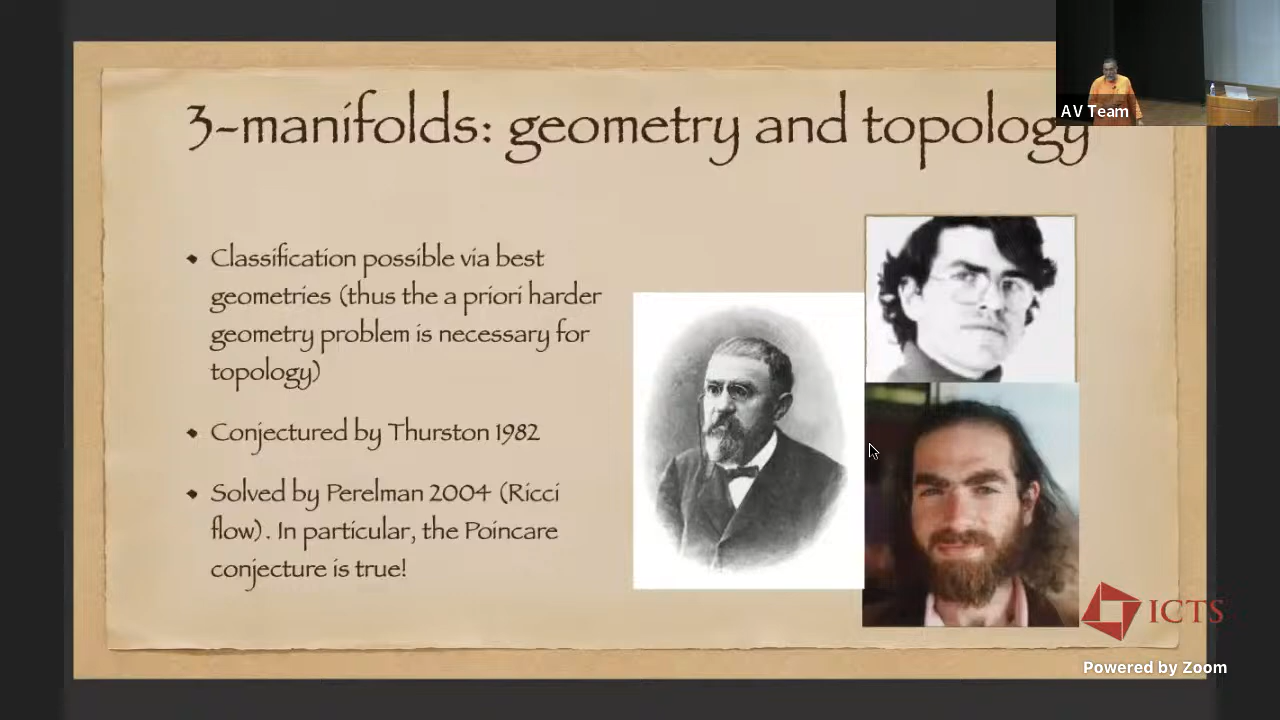 3-manifolds: geometry and topology
AV Team
• Classification possible via best
geometries (thus the a priori harder
geometry problem is necessary for
topology)
• Conjectured by Thurston 1982
• Solved by Perelman 2004 (Ricci
flow). In particular, the Poincare
conjecture is true!
ICTS
Powered by Zoom